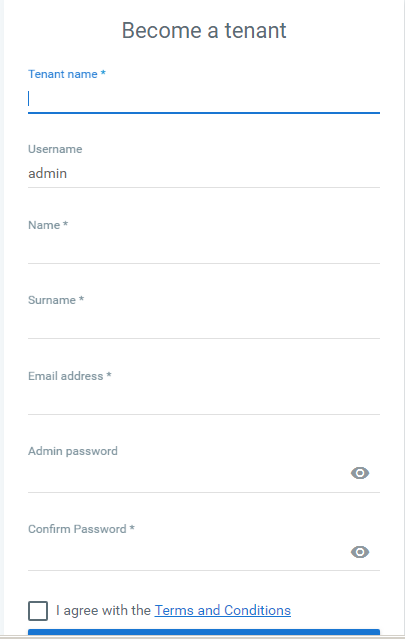 Become a tenant
Tenant name *
Username
admin
Name *
Surname *
Email address *
Admin password
Confirm Password *
I agree with the Terms and Conditions